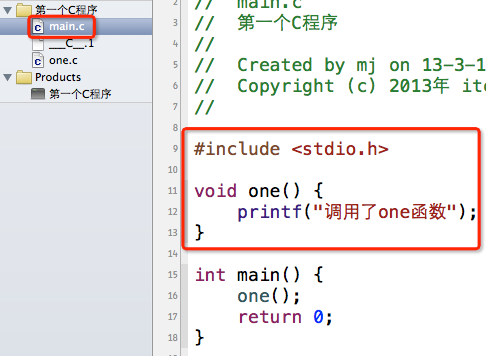 第一个C程序
main.c
___C__.1
one.c
Products
第一个C程序
// main.c
2 // 第一个C程序
3 //
4 //
5 // Created by mj on 13-3-1
6 // Copyright (c) 2013年 ite
7 //
8
9 #include <stdio.h>
10
11 void one() {
12 printf("调用了one函数");
13 }
14
15 int main() {
16 one();
17 return 0;
18 }